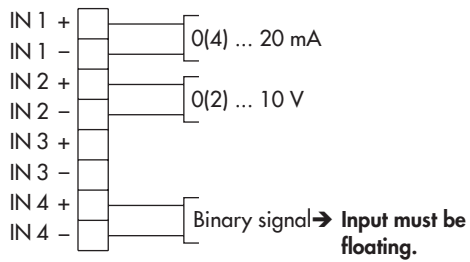 IN 1 +
IN 1 –
0(4) ... 20 mA
IN 2 +
IN 2 –
0(2) ... 10 V
IN 3 +
IN 3 –
IN 4 +
IN 4 –
Binary signal➔ Input must be
floating.